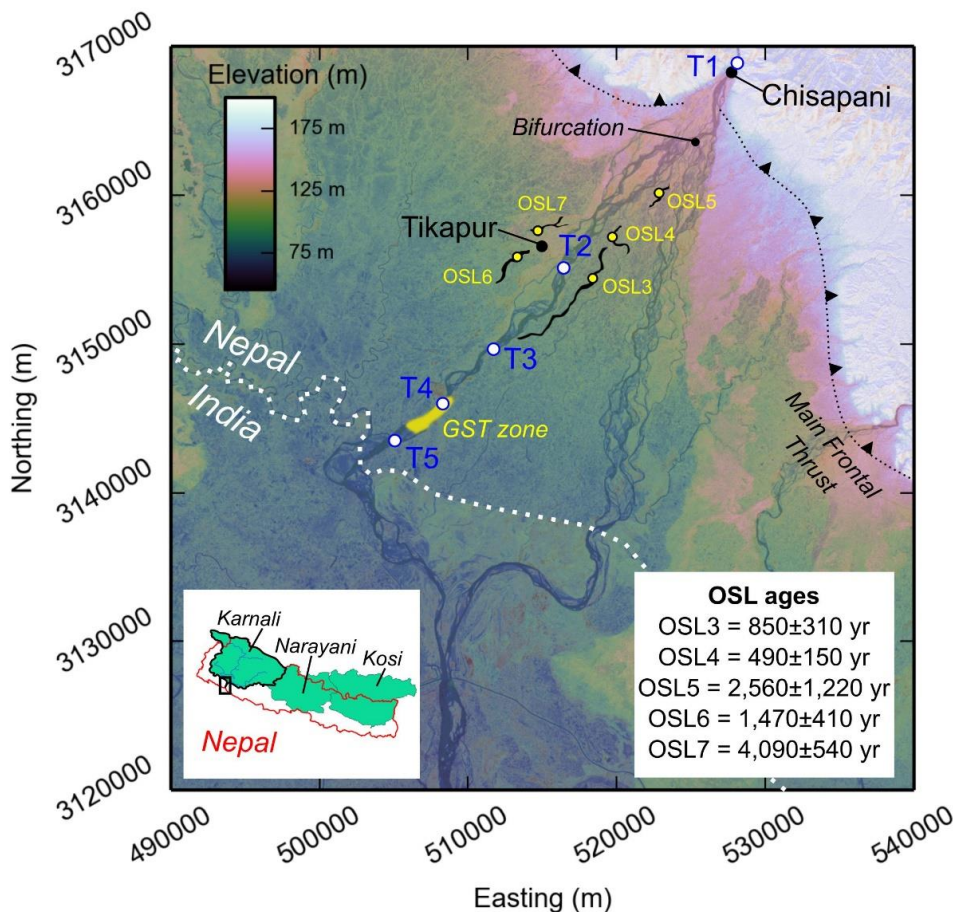 3170000
3160000
3150000
3140000
3130000
3120000
Northing (m)
490000
500000
510000
520000
530000
540000
Easting (m)
Elevation (m)
175 m
125 m
75 m
T1
Chisapani
Bifurcation
OSL7
OSL5
Tikapur
T2
OSL4
OSL6
OSL3
T3
Nepal
India
T4
GST zone
T5
Main Frontal
Thrust
Karnali
Narayani
Kosi
Nepal
OSL ages
OSL3 = 850±310 yr
OSL4 = 490±150 yr
OSL5 = 2,560±1,220 yr
OSL6 = 1,470±410 yr
OSL7 = 4,090±540 yr